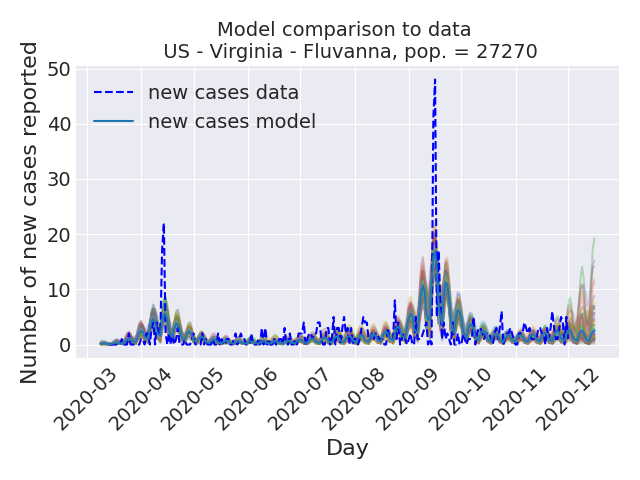 Model comparison to data
US - Virginia - Fluvanna, pop. = 27270
Number of new cases reported
50
40
30
20
10
0
new cases data
new cases model
2020-03
2020-04
2020-05
2020-06
2020-07
2020-08
2020-09
2020-10
2020-11
2020-12
Day